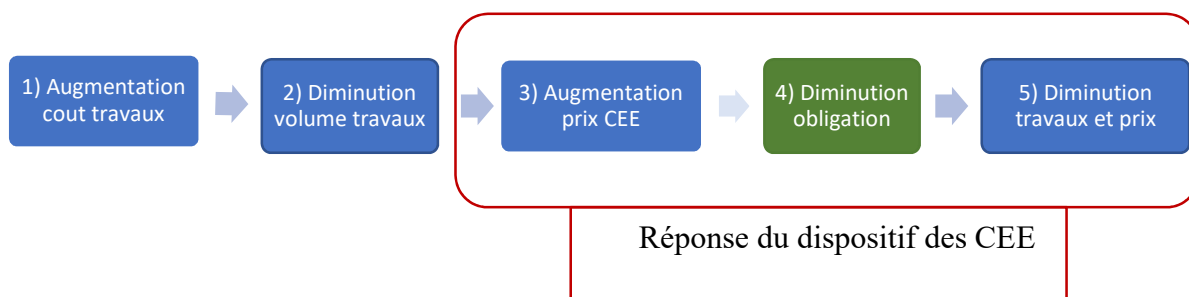 1) Augmentation
cout travaux
2) Diminution
volume travaux
3) Augmentation
prix CEE
4) Diminution
obligation
5) Diminution
travaux et prix
Réponse du dispositif des CEE